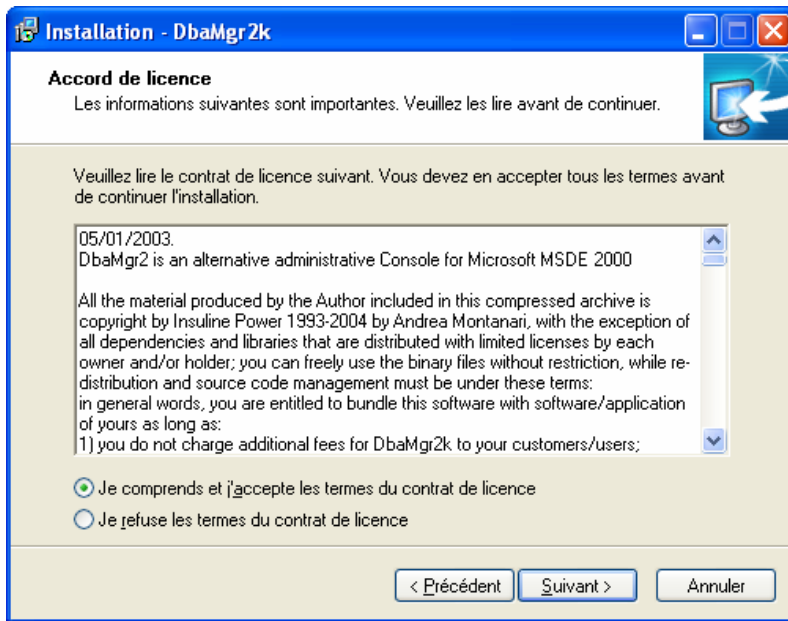 Installation - DbaMgr2k
Accord de licence
Les informations suivantes sont importantes. Veuillez les lire avant de continuer.
Veuillez lire le contrat de licence suivant. Vous devez en accepter tous les termes avant
de continuer l'installation.
05/01/2003.
DbaMgr2 is an alternative administrative Console for Microsoft MSDE 2000
All the material produced by the Author included in this compressed archive is
copyright by Insuline Power 1993-2004 by Andrea Montanari, with the exception of
all dependencies and libraries that are distributed with limited licenses by each
owner and/or holder; you can freely use the binary files without restriction, while re-
distribution and source code management must be under these terms:
in general words, you are entitled to bundle this software with software/application
of yours as long as:
1) you do not charge additional fees for DbaMgr2k to your customers/users;
Je comprends et j'accepte les termes du contrat de licence
Je refuse les termes du contrat de licence
< Précédent
Suivant >
Annuler